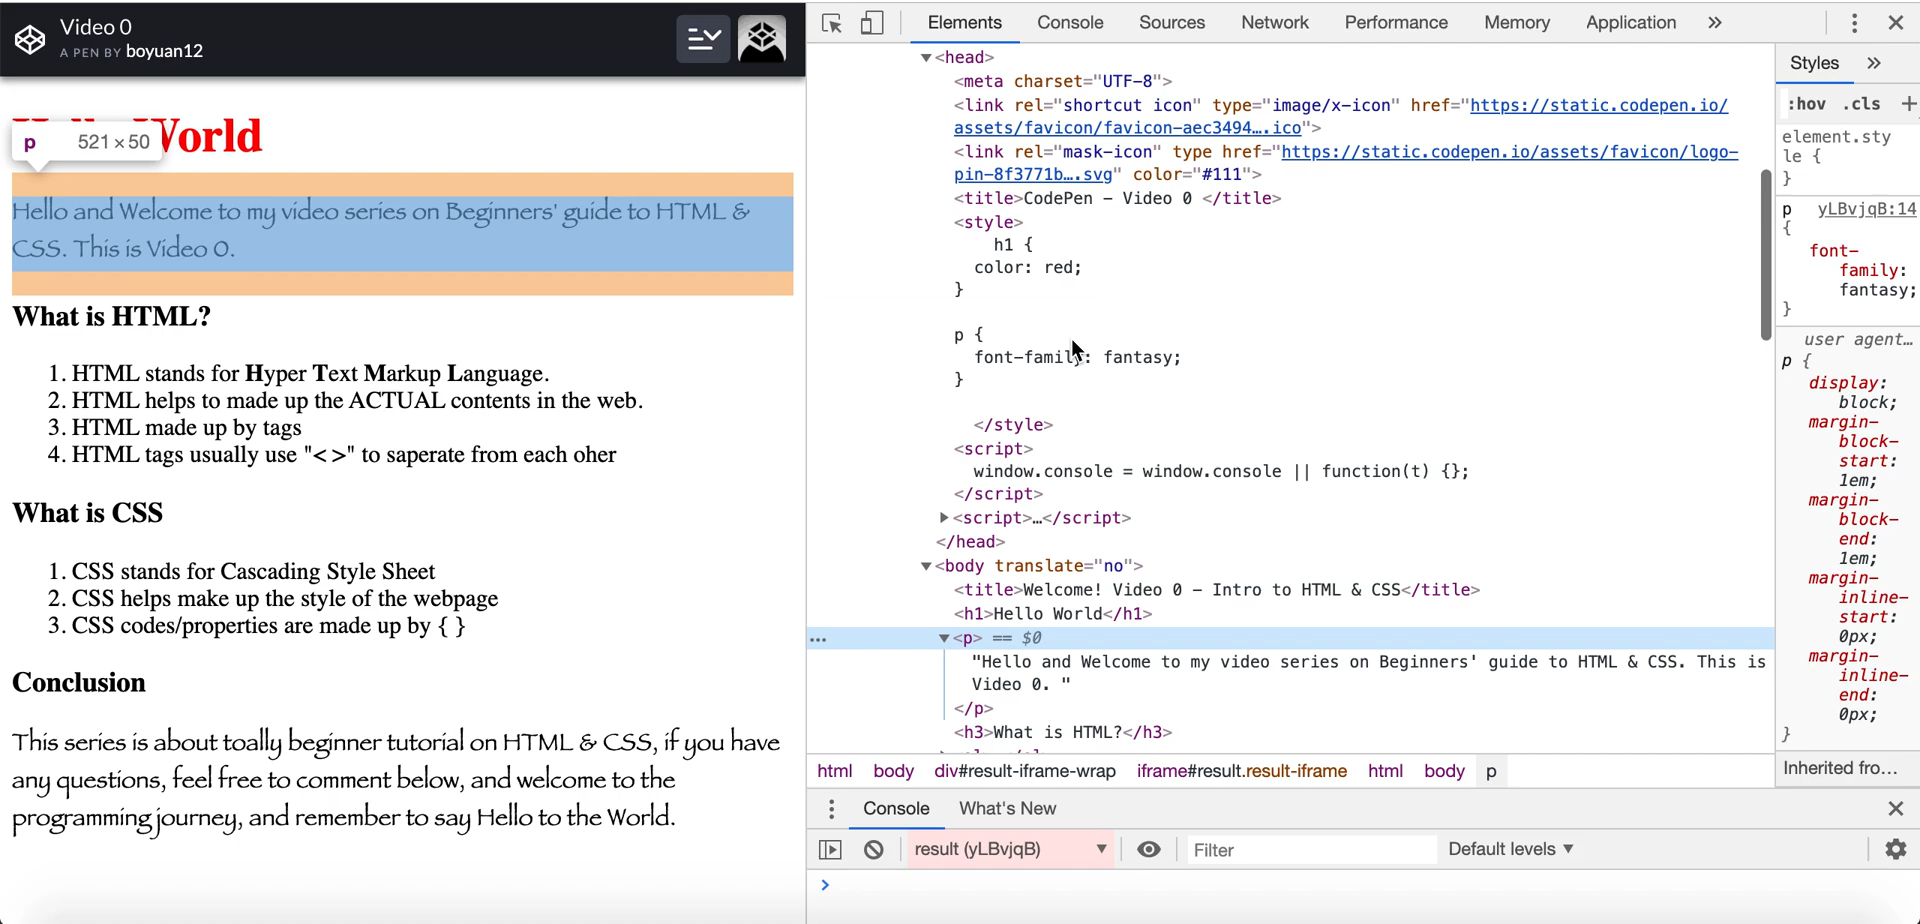 Video 0
A PEN BY boyuan12
World
p 521 × 50
Hello and Welcome to my video series on Beginners' guide to HTML &
CSS. This is Video 0.
What is HTML?
1. HTML stands for Hyper Text Markup Language.
2. HTML helps to made up the ACTUAL contents in the web.
3. HTML made up by tags
4. HTML tags usually use "< >" to saperate from each oher
What is CSS
1. CSS stands for Cascading Style Sheet
2. CSS helps make up the style of the webpage
3. CSS codes/properties are made up by { }
Conclusion
This series is about toally beginner tutorial on HTML & CSS, if you have
any questions, feel free to comment below, and welcome to the
programming journey, and remember to say Hello to the World.
Elements Console Sources Network Performance Memory Application »
▼<head>
<meta charset="UTF-8">
<link rel="shortcut icon" type="image/x-icon" href="https://static.codepen.io/
assets/favicon/favicon-aec3494….ico">
<link rel="mask-icon" type href="https://static.codepen.io/assets/favicon/logo-
pin-8f3771b….svg" color="#111">
<title>CodePen - Video 0 </title>
<style>
h1 {
color: red;
}
p {
font-family: fantasy;
}
</style>
<script>
window.console = window.console || function(t) {};
</script>
▶<script>…</script>
</head>
▼<body translate="no">
<title>Welcome! Video 0 - Intro to HTML & CSS</title>
<h1>Hello World</h1>
… ▼<p> == $0
"Hello and Welcome to my video series on Beginners' guide to HTML & CSS. This is
Video 0. "
</p>
<h3>What is HTML?</h3>
html body div#result-iframe-wrap iframe#result.result-iframe html body p
Styles »
:hov .cls +
element.sty
le {
}
p yLBvjqB:14
{
font-
family:
fantasy;
}
user agent…
p {
display:
block;
margin-
block-
start:
1em;
margin-
block-
end:
1em;
margin-
inline-
start:
0px;
margin-
inline-
end:
0px;
}
Inherited fro…
Console What's New
result (yLBvjqB) ▼ Filter Default levels ▼
>